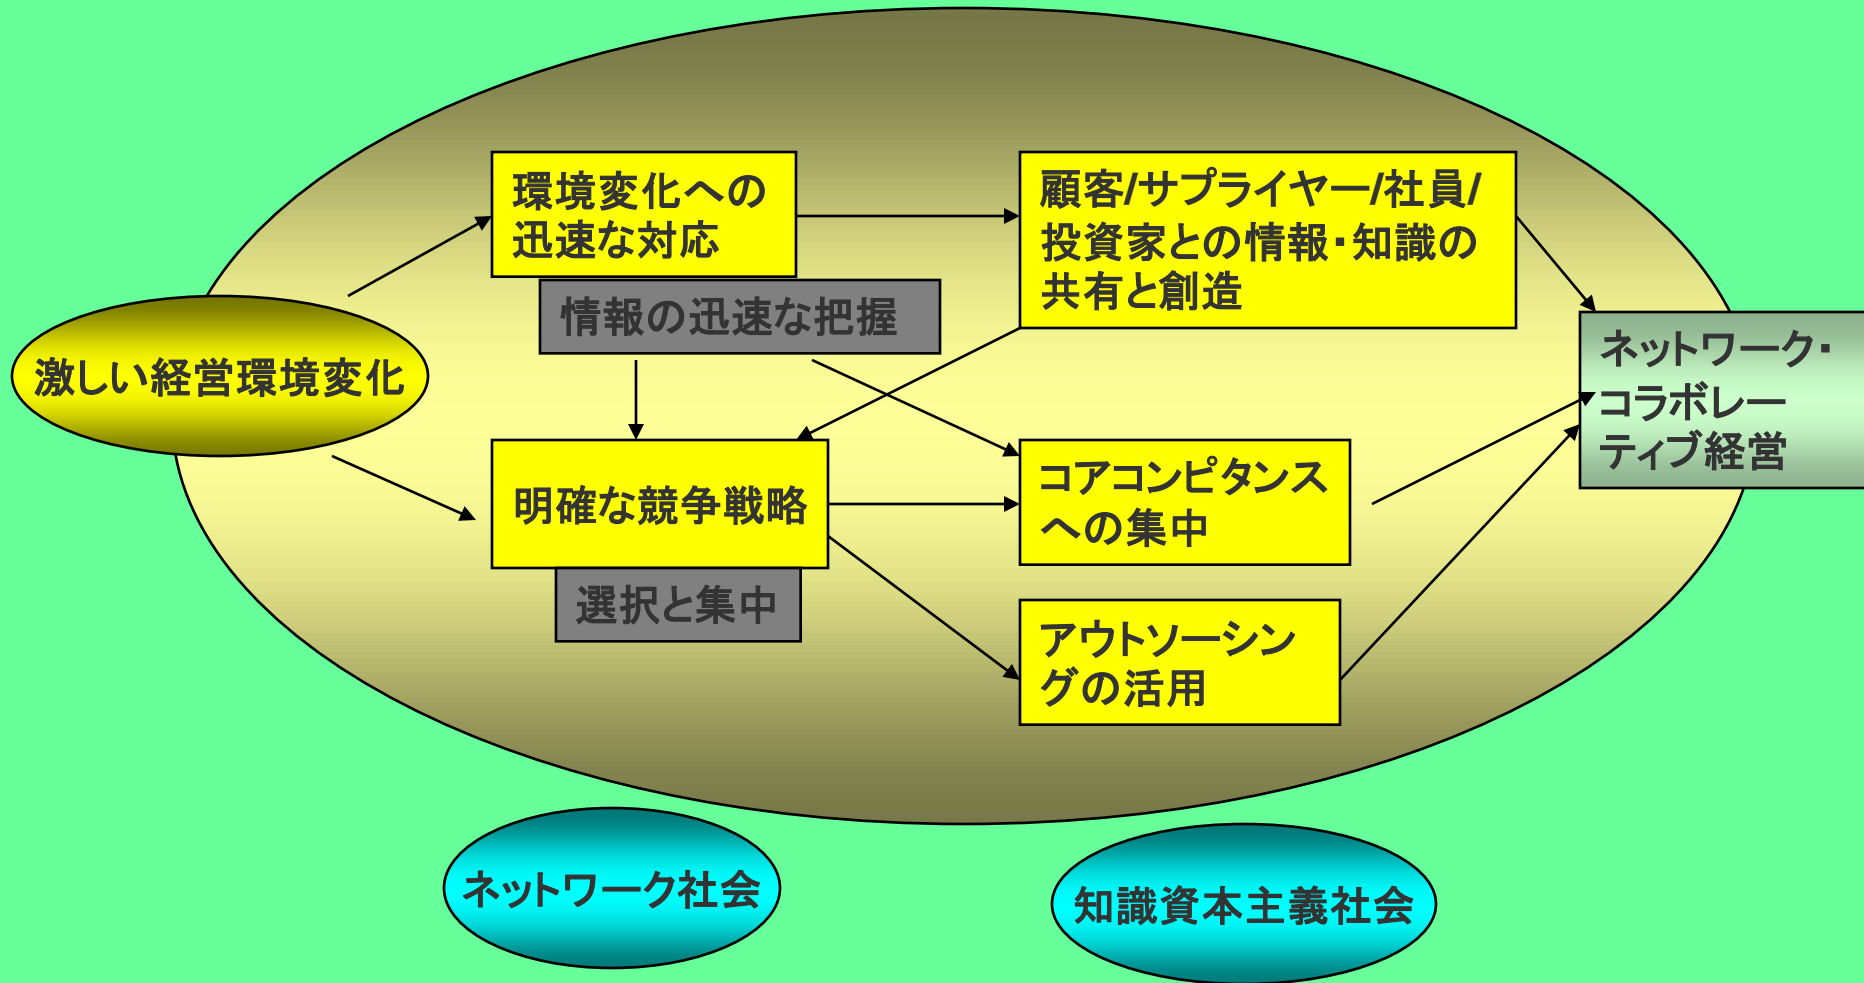 環境変化への
迅速な対応
情報の迅速な把握
顧客/サプライヤー/社員/
投資家との情報・知識の
共有と創造
激しい経営環境変化
ネットワーク・
コラボレー
ティブ経営
明確な競争戦略
選択と集中
コアコンピタンス
への集中
アウトソーシン
グの活用
ネットワーク社会
知識資本主義社会